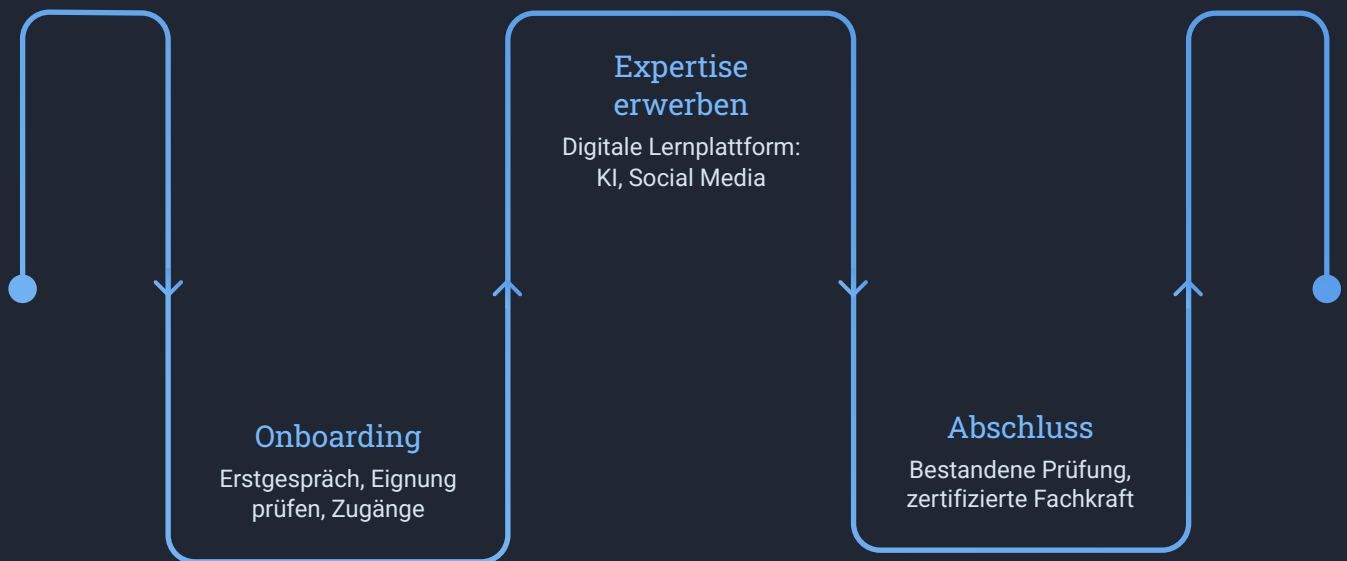 Onboarding
Erstgespräch, Eignung
prüfen, Zugänge
Expertise
erwerben
Digitale Lernplattform:
KI, Social Media
Abschluss
Bestandene Prüfung,
zertifizierte Fachkraft